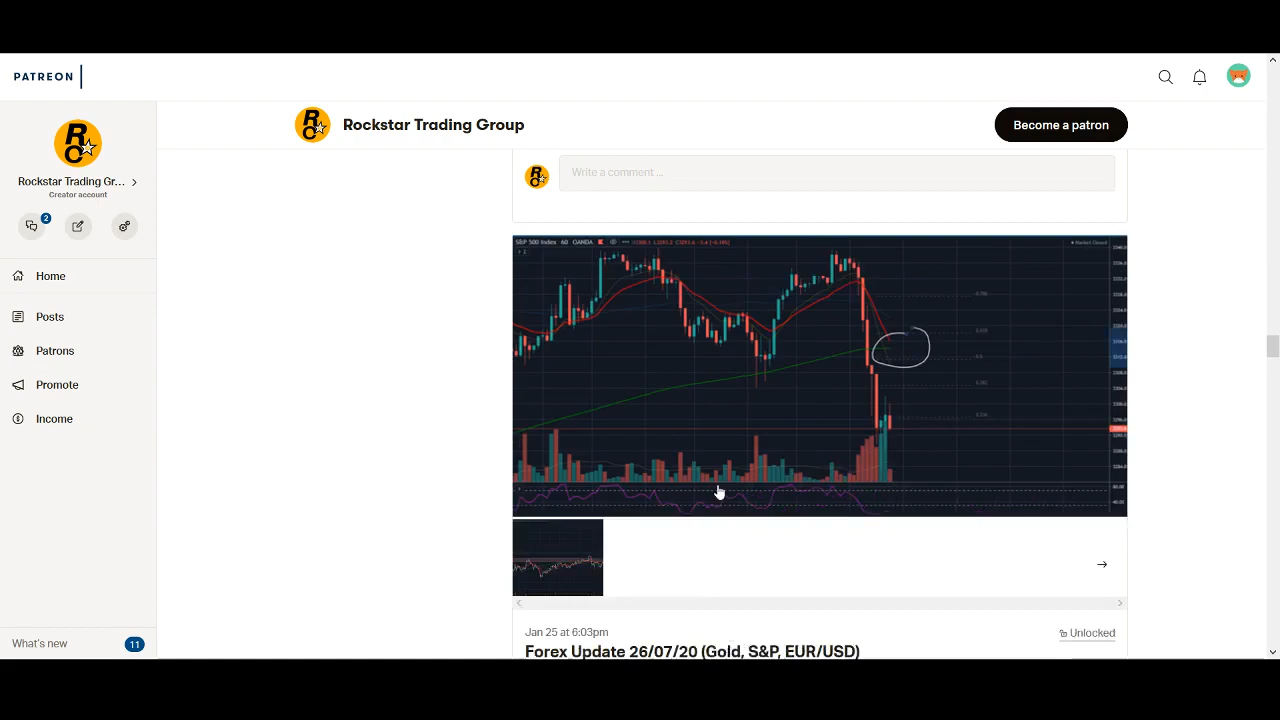 PATREON
Rockstar Trading Group
Become a patron
Rockstar Trading Gr...
Creator account
2
Write a comment ...
S&P 500 Index 60 OANDA
Market Closed
Home
Posts
Patrons
Promote
Income
Jan 25 at 6:03pm
Unlocked
Forex Update 26/07/20 (Gold, S&P, EUR/USD)
What's new
11